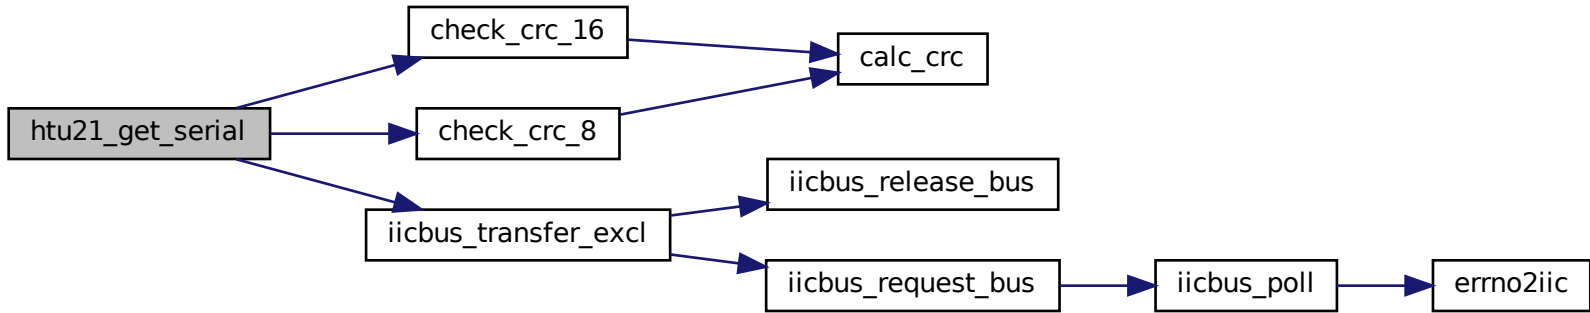 check_crc_16
calc_crc
htu21_get_serial
check_crc_8
iicbus_release_bus
iicbus_transfer_excl
iicbus_request_bus
iicbus_poll
errno2iic